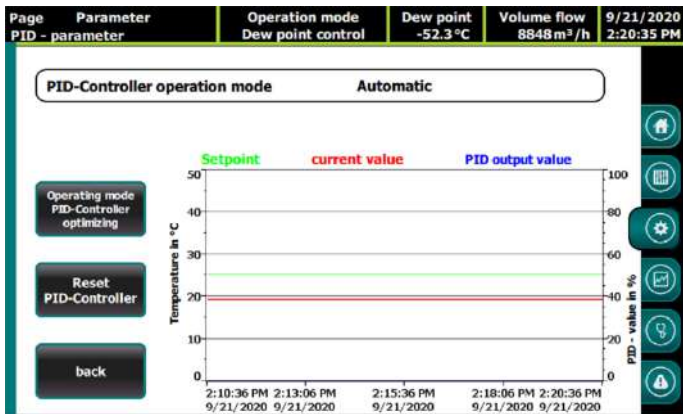 Page Parameter
PID - parameter
Operation mode
Dew point control
Dew point
-52.3°C
Volume flow
8848 m³/h
9/21/2020
2:20:35 PM
PID-Controller operation mode Automatic
Setpoint current value PID output value
Operating mode
PID-Controller
optimizing
Reset
PID-Controller
back
Temperature in °C
50
40
30
20
10
0
100
80
60
40
20
0
PID - value in %
2:10:36 PM 2:13:06 PM 2:15:36 PM 2:18:06 PM 2:20:36 PM
9/21/2020 9/21/2020 9/21/2020 9/21/2020 9/21/2020